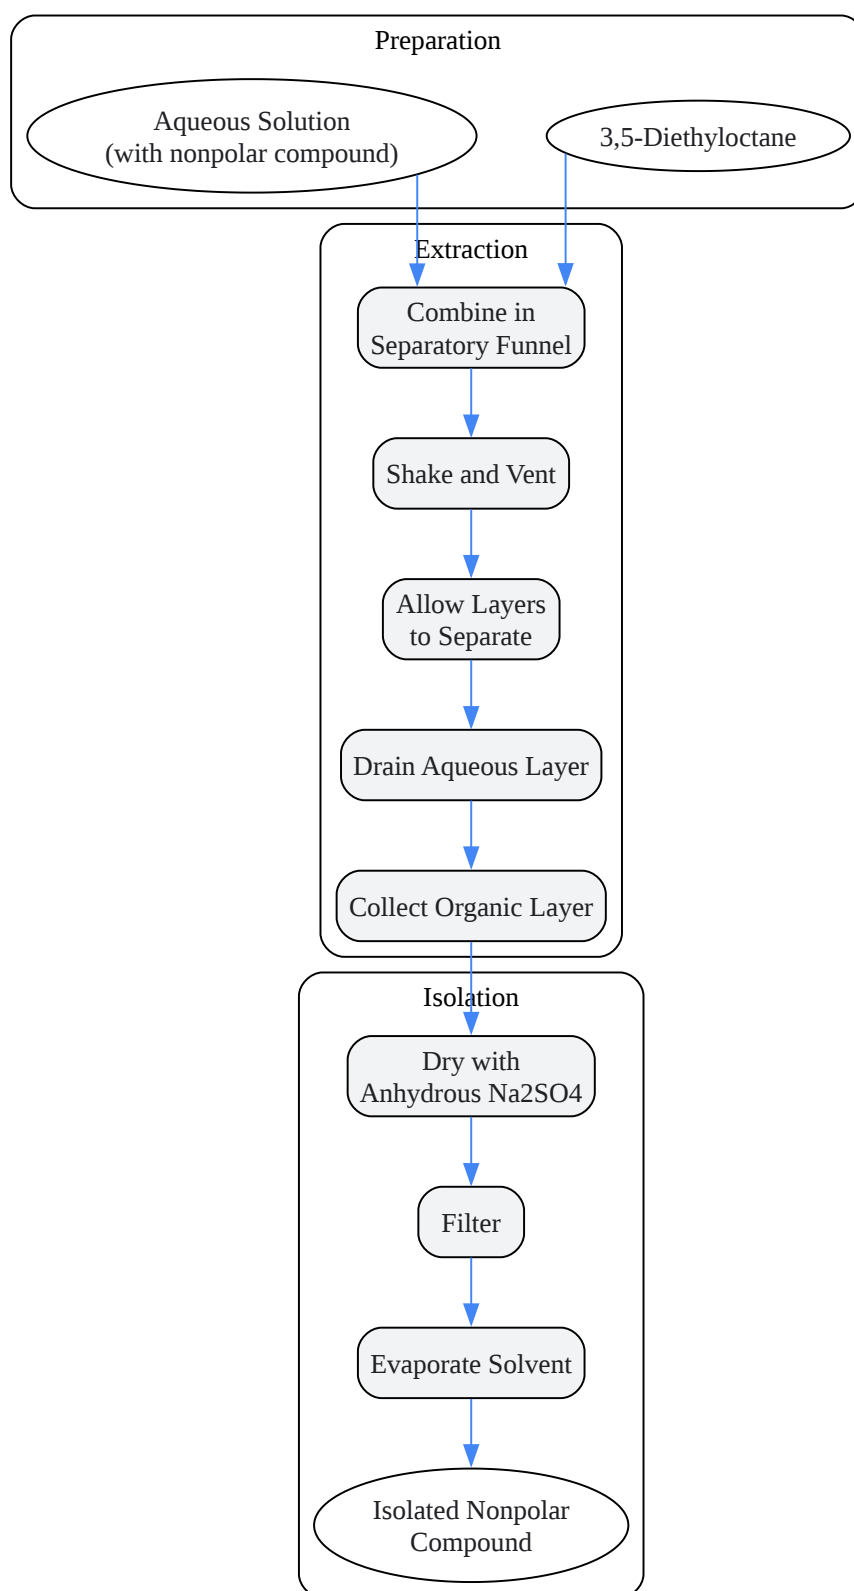 Preparation
Aqueous Solution
(with nonpolar compound)
3,5-Diethyloctane
Extraction
Combine in
Separatory Funnel
Shake and Vent
Allow Layers
to Separate
Drain Aqueous Layer
Collect Organic Layer
Isolation
Dry with
Anhydrous Na2SO4
Filter
Evaporate Solvent
Isolated Nonpolar
Compound